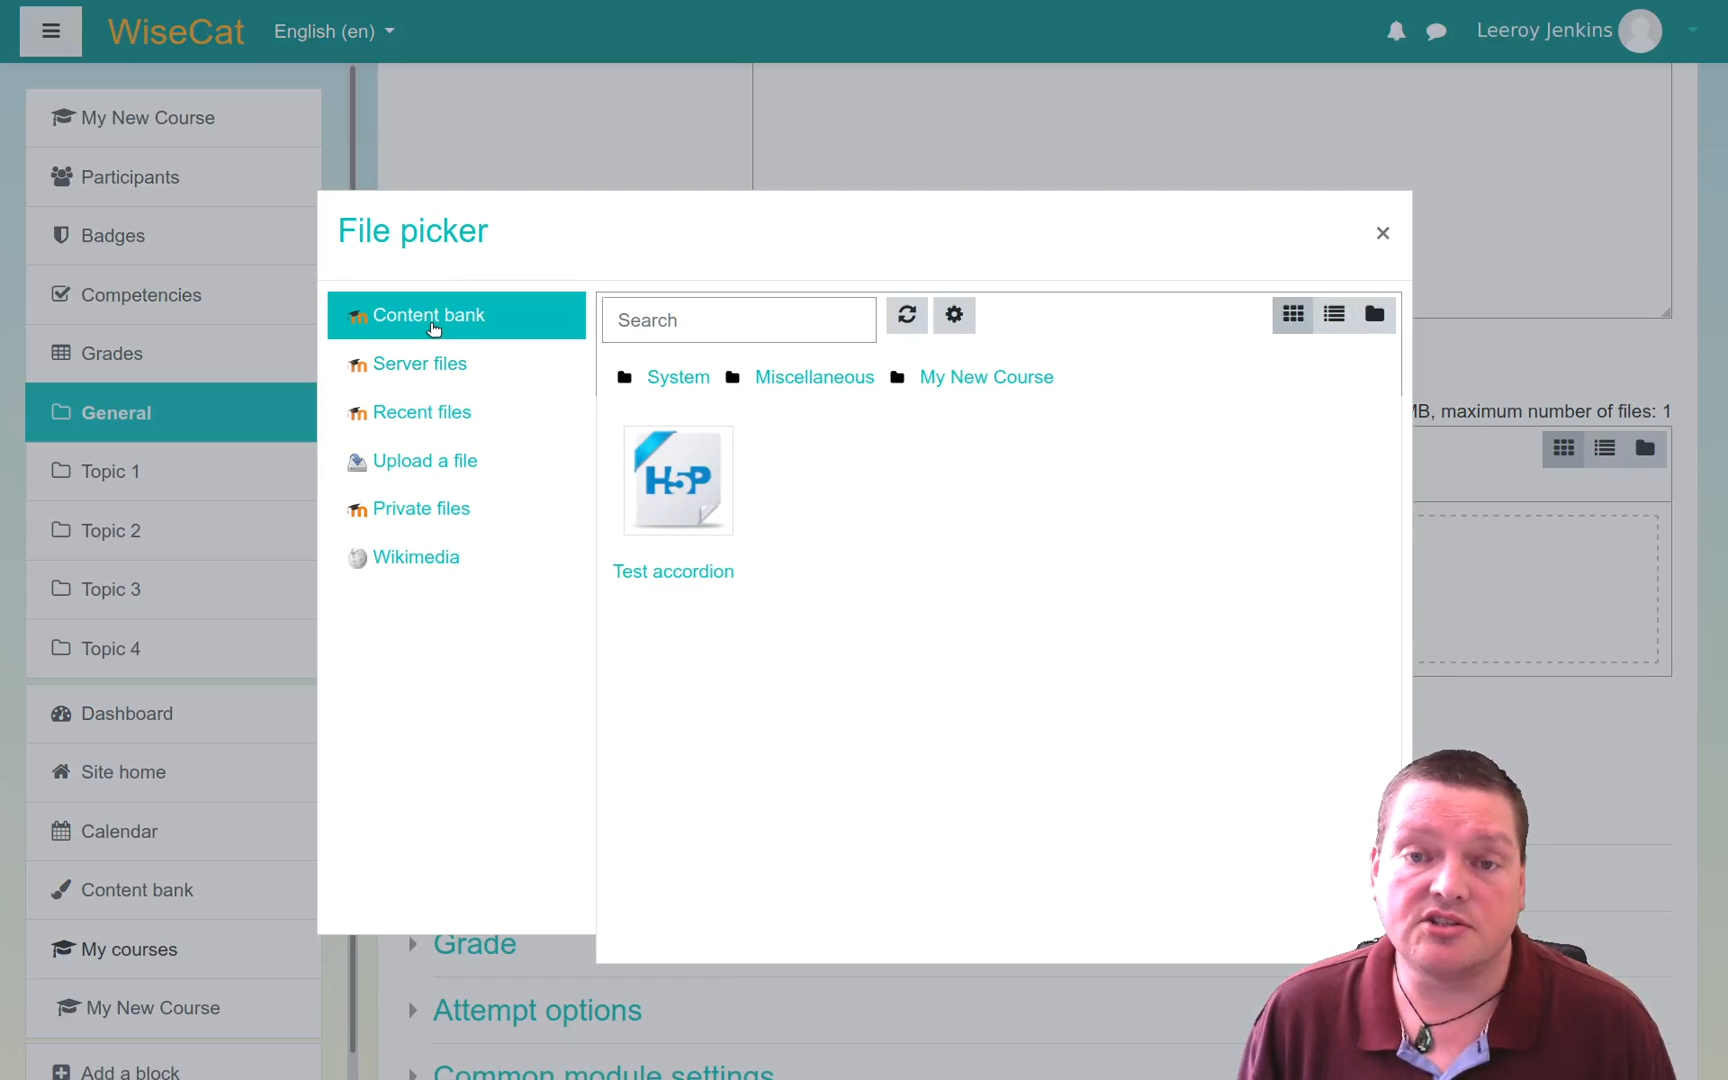 WiseCat
English (en)
Leeroy Jenkins
My New Course
Participants
Badges
Competencies
Grades
General
Topic 1
Topic 2
Topic 3
Topic 4
Dashboard
Site home
Calendar
Content bank
My courses
My New Course
Add a block
File picker
×
Content bank
Server files
Recent files
Upload a file
Private files
Wikimedia
Search
System
Miscellaneous
My New Course
H5P
Test accordion
MB, maximum number of files: 1
Grade
Attempt options
Common module settings